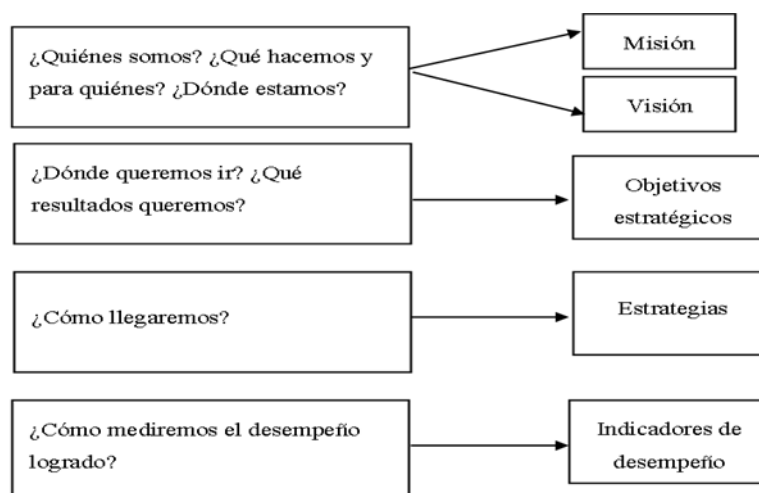 ¿Quiénes somos? ¿Qué hacemos y
para quiénes? ¿Dónde estamos?
Misión
Visión
¿Dónde queremos ir? ¿Qué
resultados queremos?
Objetivos
estratégicos
¿Cómo llegaremos?
Estrategias
¿Cómo mediremos el desempeño
logrado?
Indicadores de
desempeño